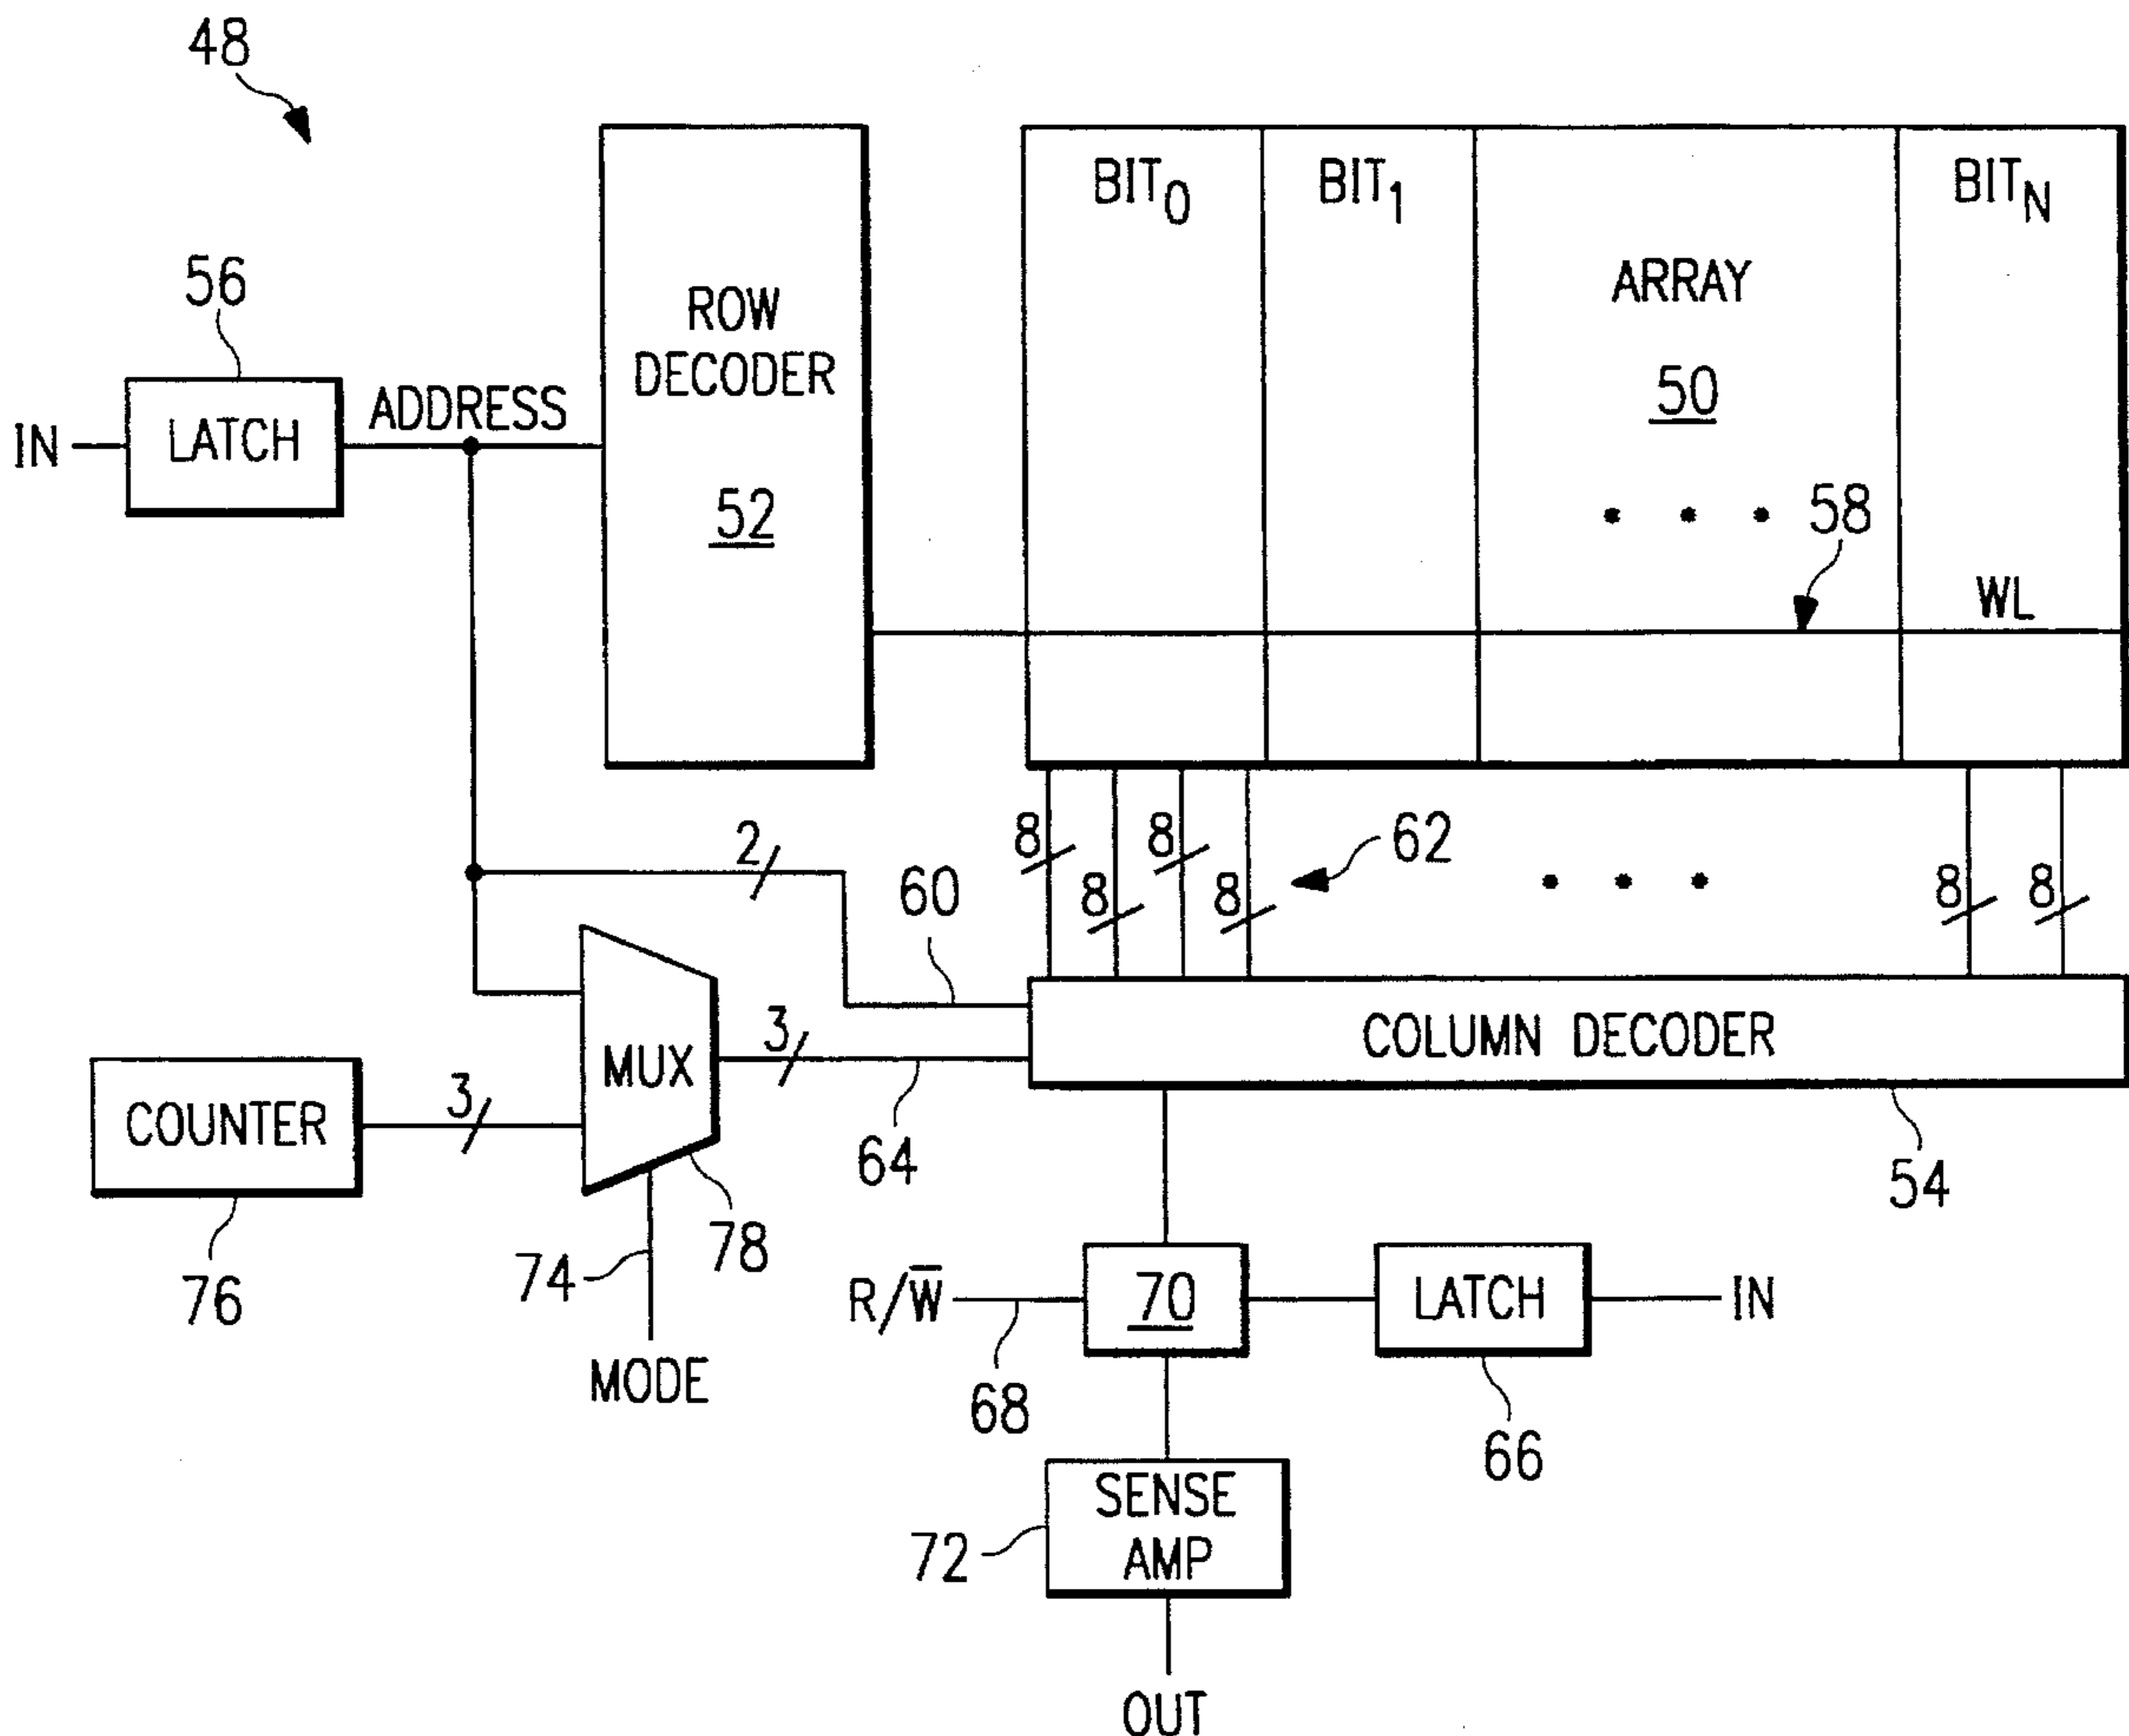 48
BIT0 BIT1 BITN
56
ROW
DECODER
ARRAY
50
ADDRESS
IN LATCH
52
58
WL
8 8 62
2
8 8 8 8
60
COLUMN DECODER
MUX
3
3
COUNTER
64
54
78
74
76
R/W̅ 70 LATCH IN
68
MODE
66
SENSE
AMP
72
OUT